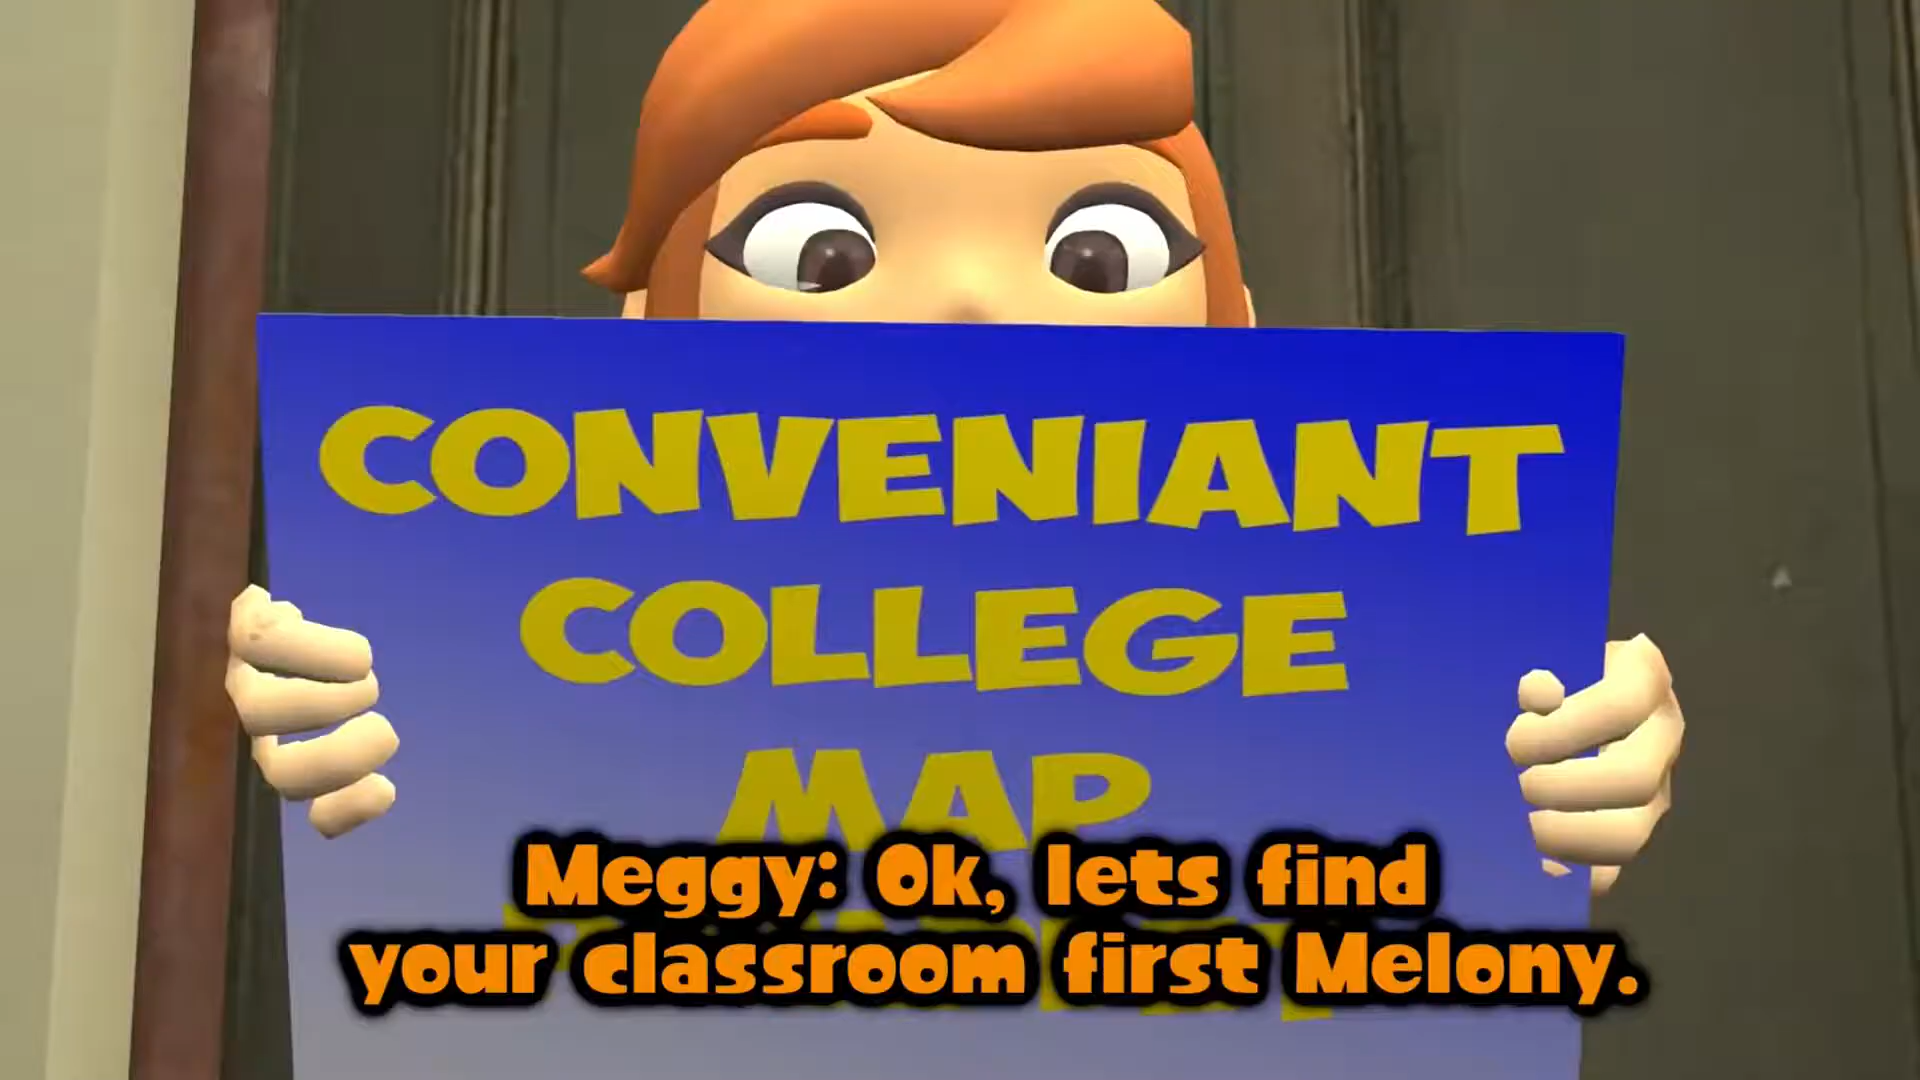 CONVENIANT
COLLEGE
MAP
Meggy: Ok, lets find
your classroom first Melony.